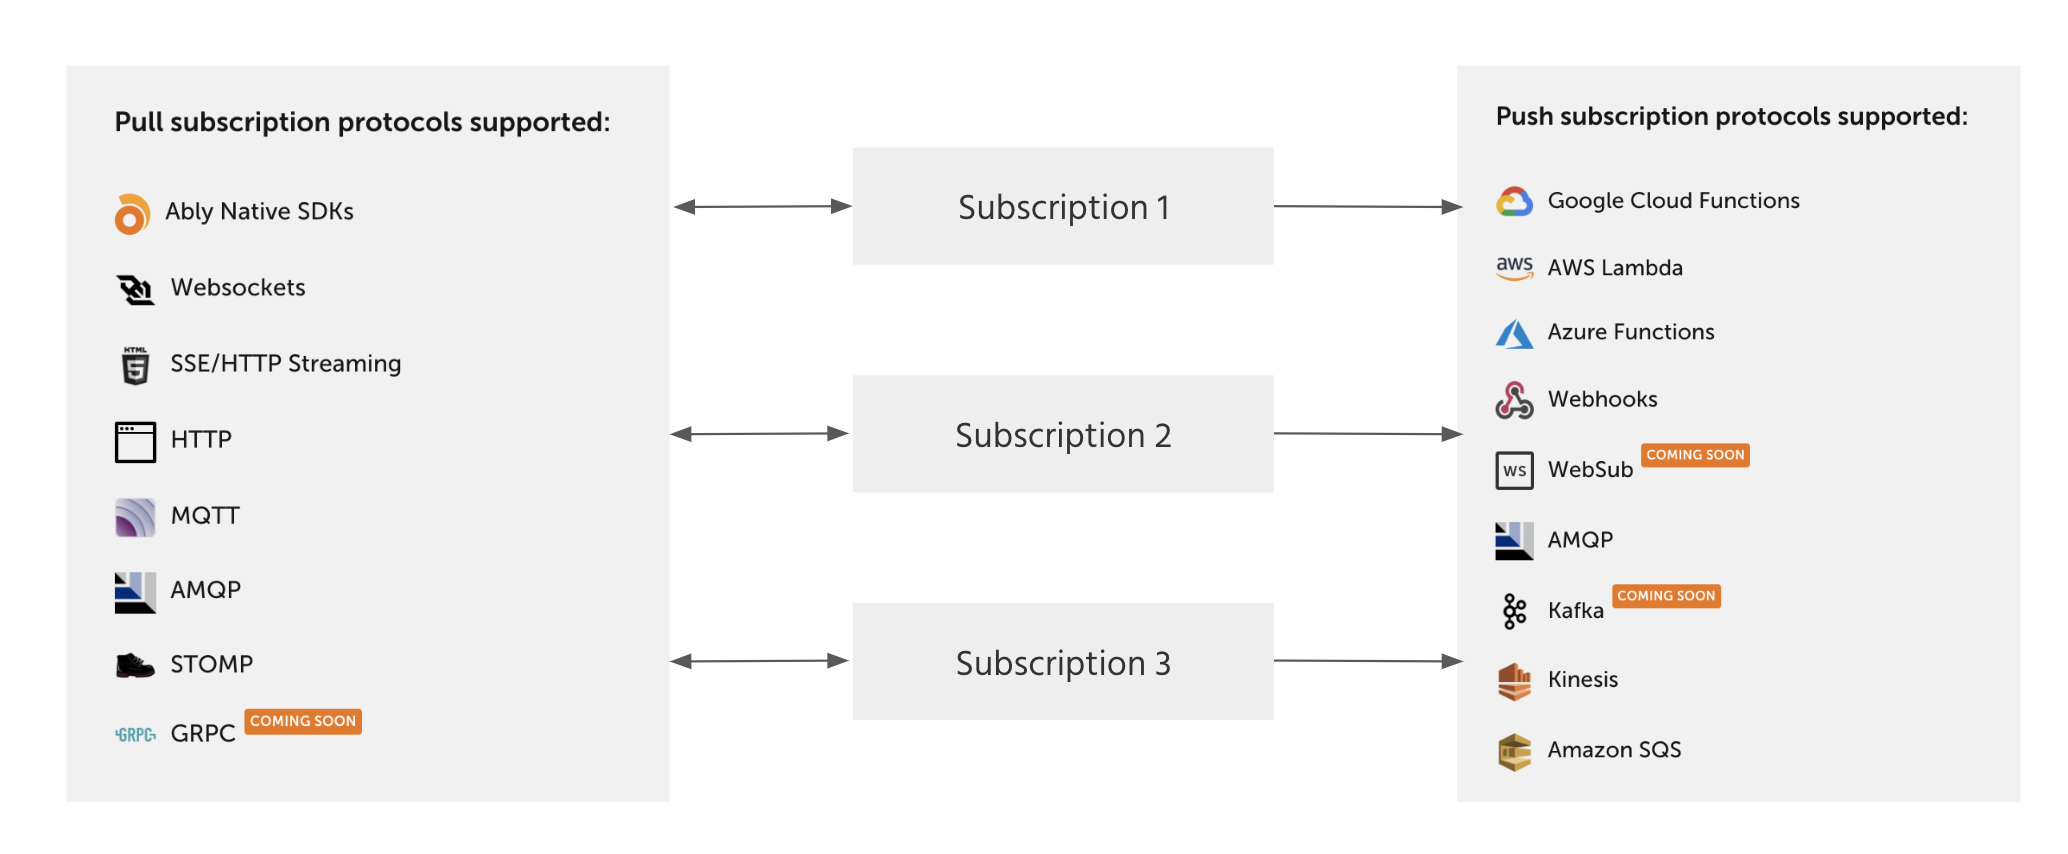 Pull subscription protocols supported:
Ably Native SDKs
Websockets
HTML
5
SSE/HTTP Streaming
HTTP
MQTT
AMQP
STOMP
GRPC
GRPC
COMING SOON
Subscription 1
Subscription 2
Subscription 3
Push subscription protocols supported:
Google Cloud Functions
aws
AWS Lambda
Azure Functions
Webhooks
WS
WebSub
COMING SOON
AMQP
Kafka
COMING SOON
Kinesis
Amazon SQS